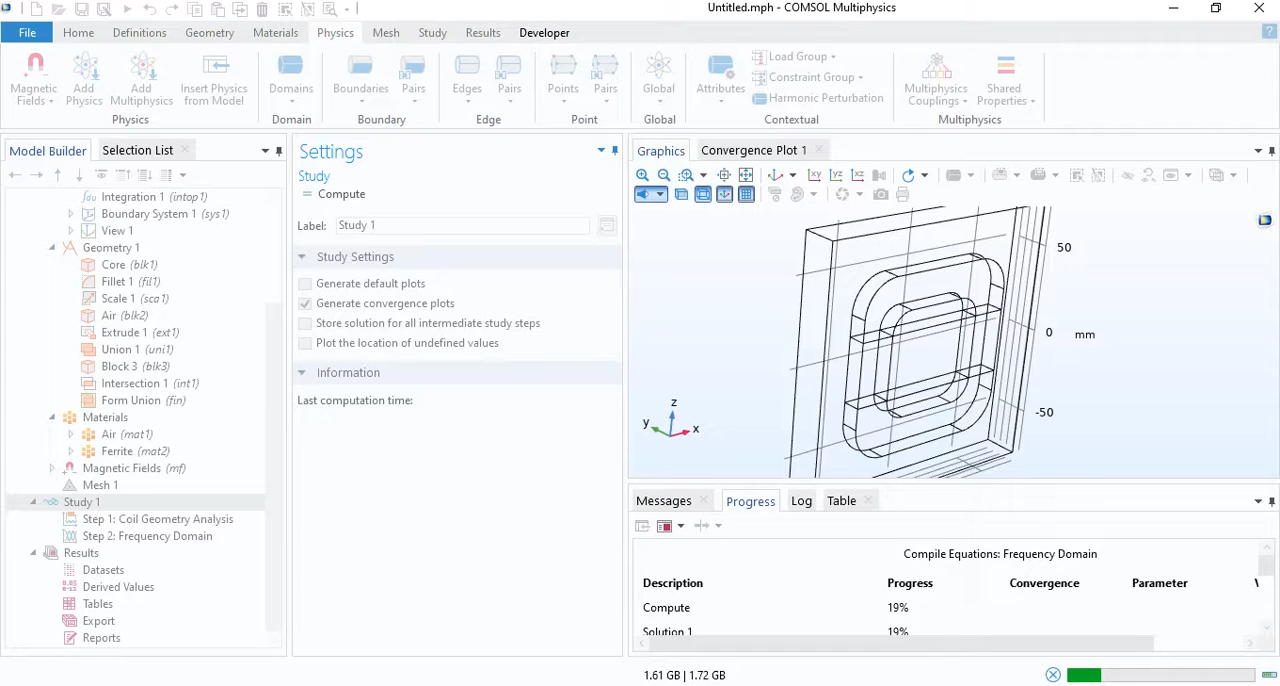 Untitled.mph - COMSOL Multiphysics
File Home Definitions Geometry Materials Physics Mesh Study Results Developer
Magnetic Fields Add Physics Add Multiphysics Insert Physics from Model Domains Boundaries Pairs Edges Pairs Points Pairs Global Attributes Load Group Constraint Group Harmonic Perturbation Multiphysics Couplings Shared Properties
Physics Domain Boundary Edge Point Global Contextual Multiphysics
Model Builder Selection List
Integration 1 (intop1)
Boundary System 1 (sys1)
View 1
Geometry 1
Core (blk1)
Fillet 1 (fil1)
Scale 1 (sca1)
Air (blk2)
Extrude 1 (ext1)
Union 1 (uni1)
Block 3 (blk3)
Intersection 1 (int1)
Form Union (fin)
Materials
Air (mat1)
Ferrite (mat2)
Magnetic Fields (mf)
Mesh 1
Study 1
Step 1: Coil Geometry Analysis
Step 2: Frequency Domain
Results
Datasets
Derived Values
Tables
Export
Reports
Settings
Study
= Compute
Label: Study 1
Study Settings
Generate default plots
Generate convergence plots
Store solution for all intermediate study steps
Plot the location of undefined values
Information
Last computation time:
Graphics Convergence Plot 1
xy yz xz
50
0 mm
-50
z
y x
Messages Progress Log Table
Compile Equations: Frequency Domain
Description Progress Convergence Parameter V
Compute 19%
Solution 1 19%
1.61 GB | 1.72 GB